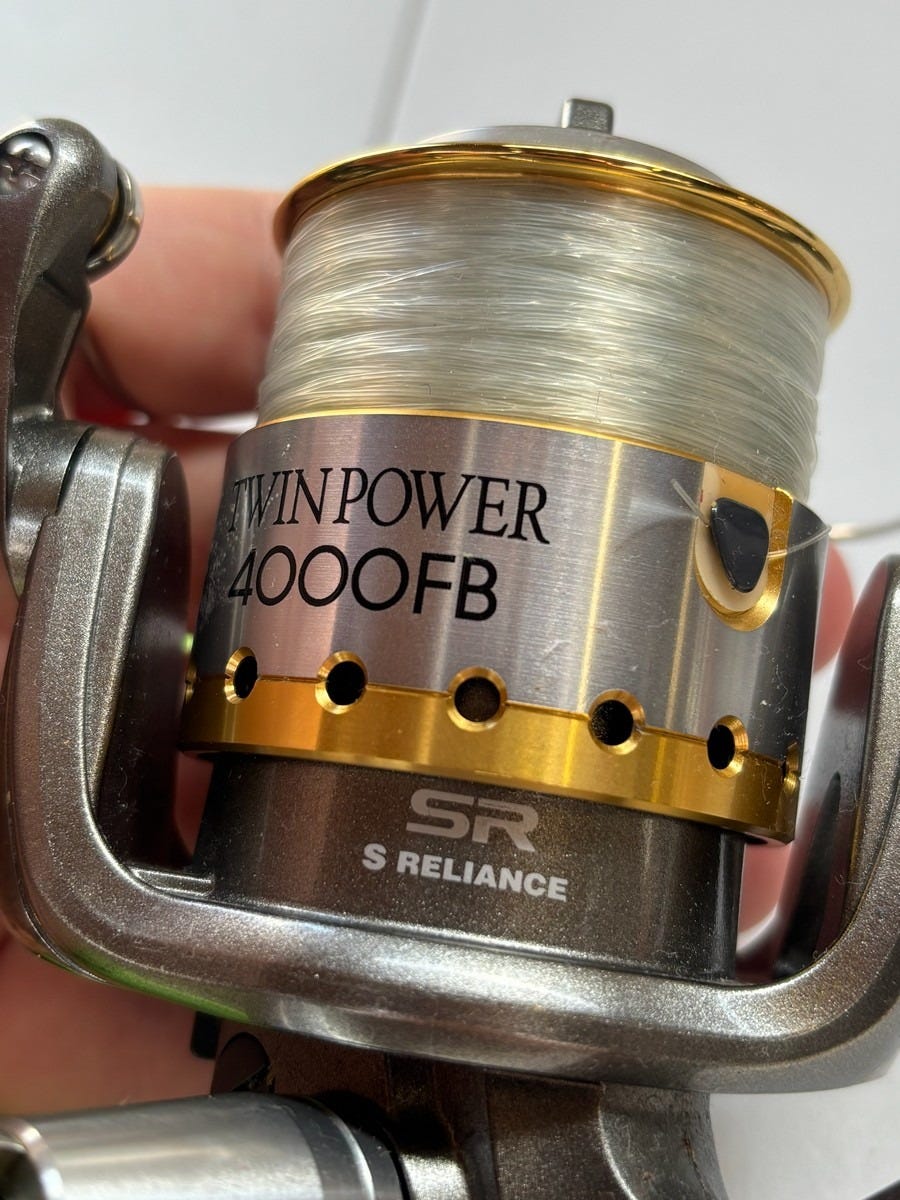 TWINPOWER
4000FB
SR
S RELIANCE